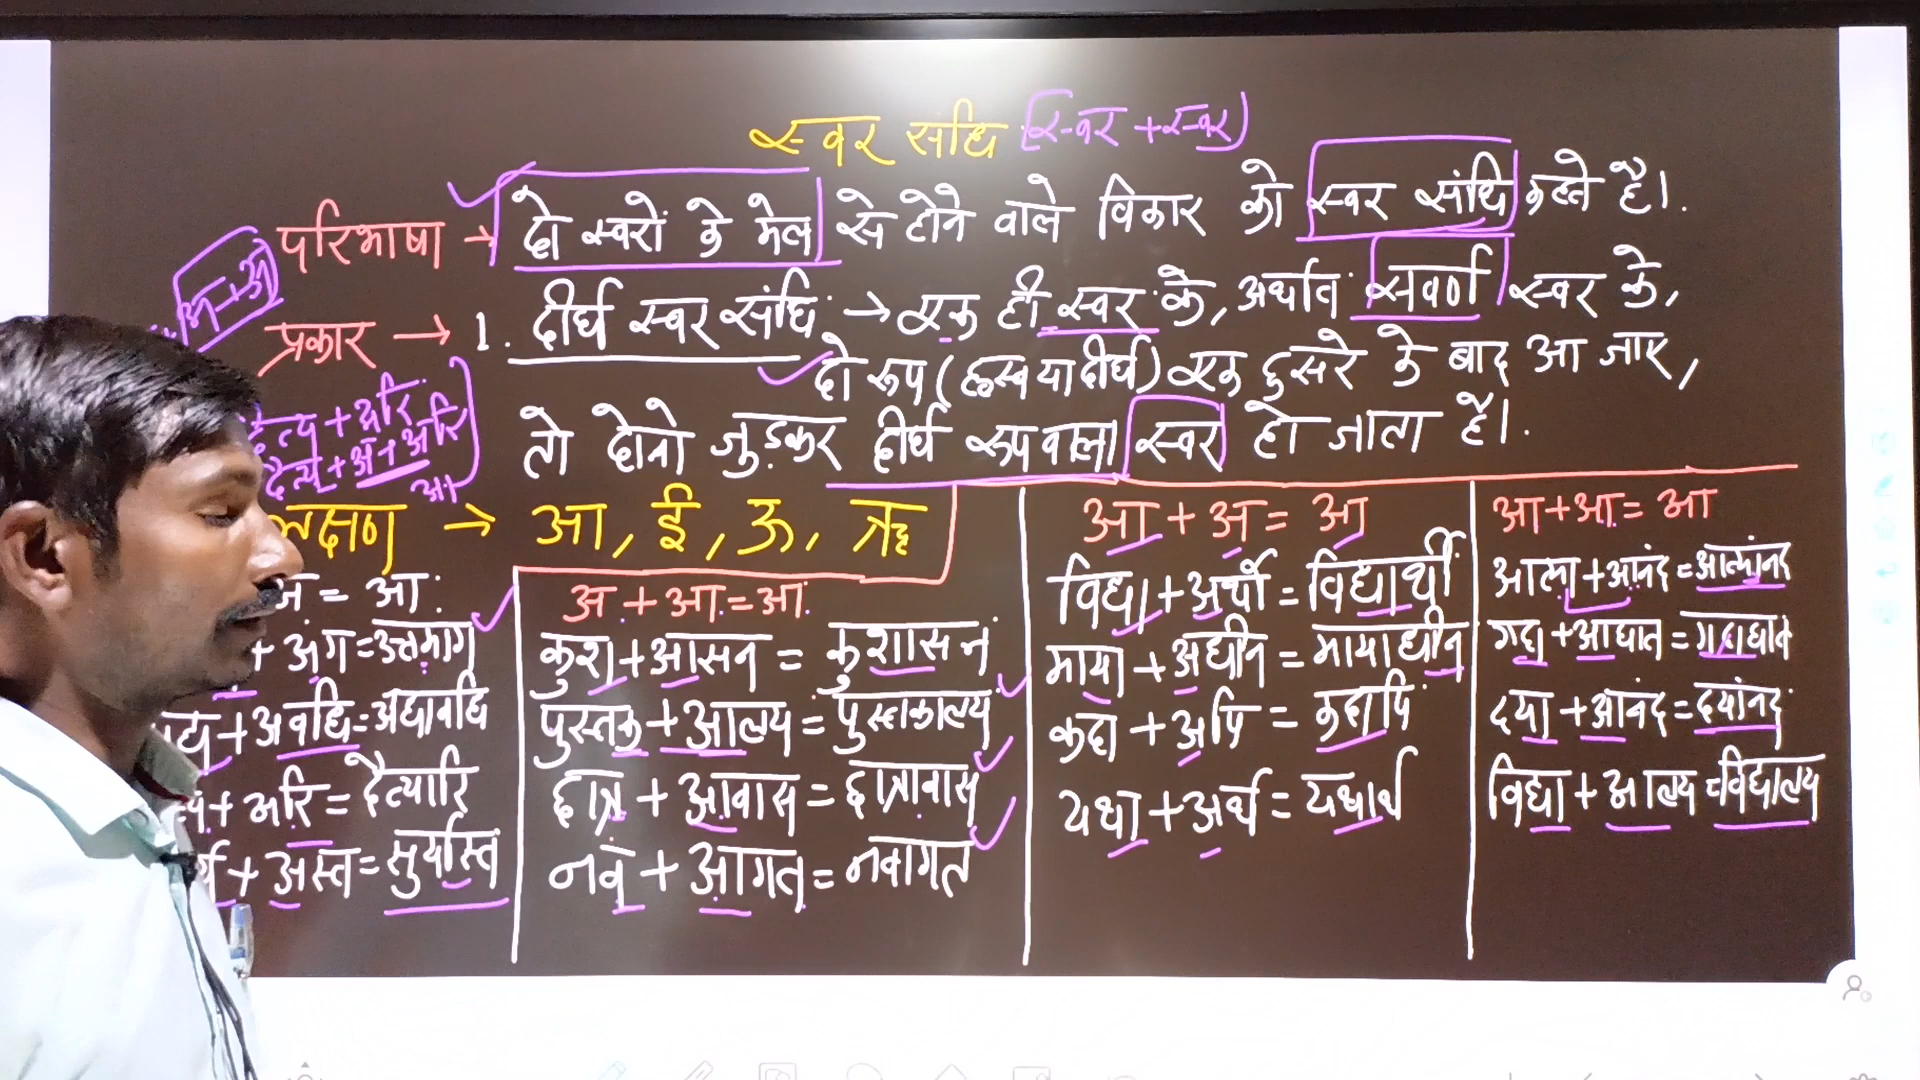 स्वर संधि (स्वर + स्वर)
परिभाषा → दो स्वरों के मेल से होने वाले विकार को स्वर संधि कहते है।
अ+अ
प्रकार → 1. दीर्घ स्वर संधि → एक ही स्वर के, अर्थात सवर्ण स्वर के,
दो रूप (ह्रस्व या दीर्घ) एक दुसरे के बाद आ जाए,
तो दोनो जुड़कर दीर्घ रूप वाला स्वर हो जाता है।
दैत्य + अरि
दैत्य् + अ + अरि
आ
लक्षण → आ, ई, ऊ, ॠ
अ = आ
+ अंग = उत्तमांग
+ अवधि = अद्यावधि
+ अरि = दैत्यारि
+ अस्त = सुर्यास्त
अ + आ = आ
कुश + आसन = कुशासन
पुस्तक + आलय = पुस्तकालय
छात्र + आवास = छात्रावास
नव + आगत = नवागत
आ + अ = आ
विद्या + अर्थी = विद्यार्थी
माया + अधीन = मायाधीन
कदा + अपि = कदापि
यथा + अर्थ = यथार्थ
आ + आ = आ
आत्मा + आनंद = आत्मानंद
गदा + आघात = गदाघात
दया + आनंद = दयांनद
विद्या + आलय = विद्यालय